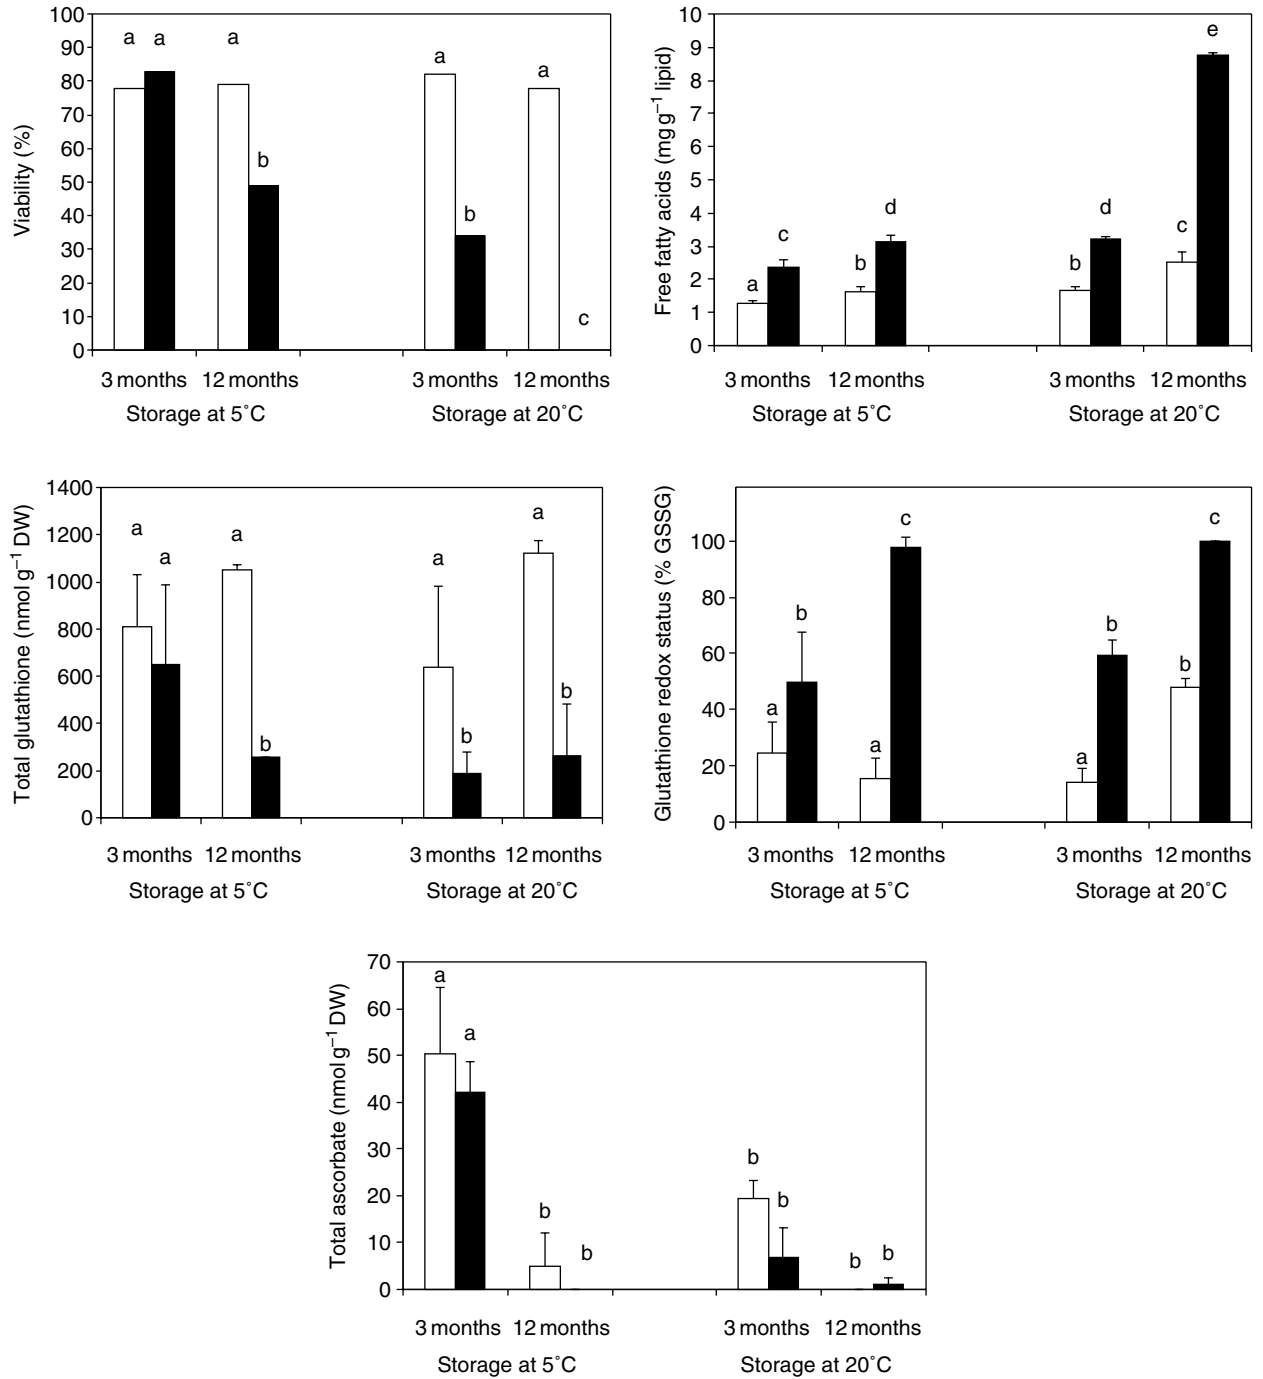 100
90
80
70
60
50
40
30
20
10
0
Viability (%)
a a a a a
b b c
3 months 12 months 3 months 12 months
Storage at 5˚C Storage at 20˚C
10
9
8
7
6
5
4
3
2
1
0
Free fatty acids (mg g⁻¹ lipid)
a c b d b d c e
3 months 12 months 3 months 12 months
Storage at 5˚C Storage at 20˚C
1400
1200
1000
800
600
400
200
0
Total glutathione (nmol g⁻¹ DW)
a a a b a b a b
3 months 12 months 3 months 12 months
Storage at 5˚C Storage at 20˚C
100
80
60
40
20
0
Glutathione redox status (% GSSG)
a b a c a b b c
3 months 12 months 3 months 12 months
Storage at 5˚C Storage at 20˚C
70
60
50
40
30
20
10
0
Total ascorbate (nmol g⁻¹ DW)
a a b b b b b b
3 months 12 months 3 months 12 months
Storage at 5˚C Storage at 20˚C